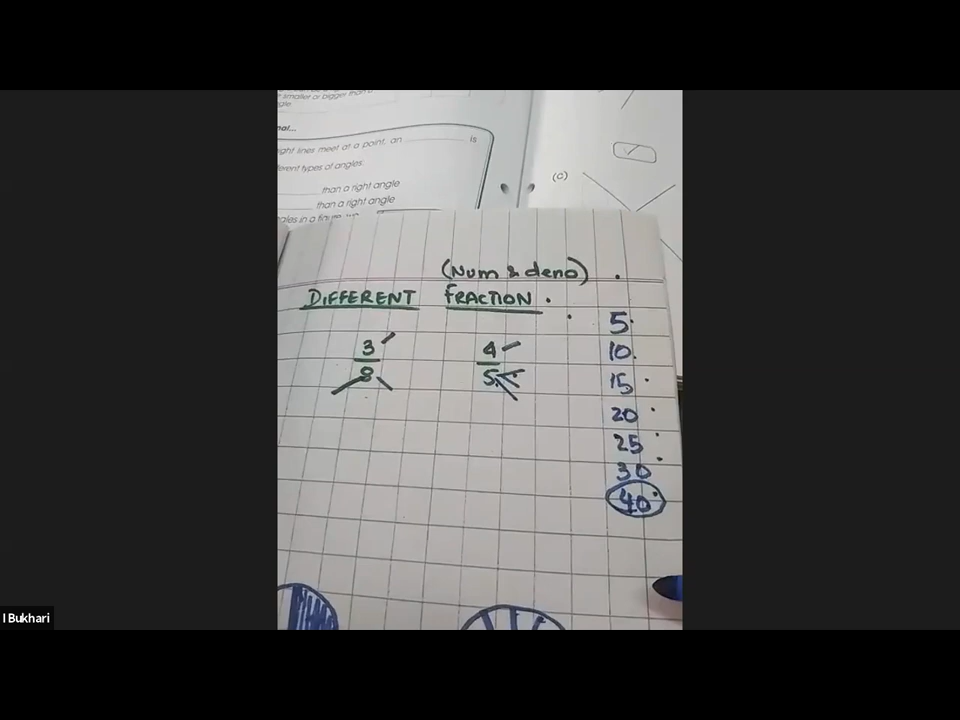 smaller or bigger than a
ight lines meet at a point, an ________ is
erent types of angles.
than a right angle
than a right angle
(C)
(Num & deno)
DIFFERENT FRACTION.
3/8 4/5
5
10
15
20
25
30
40
I Bukhari